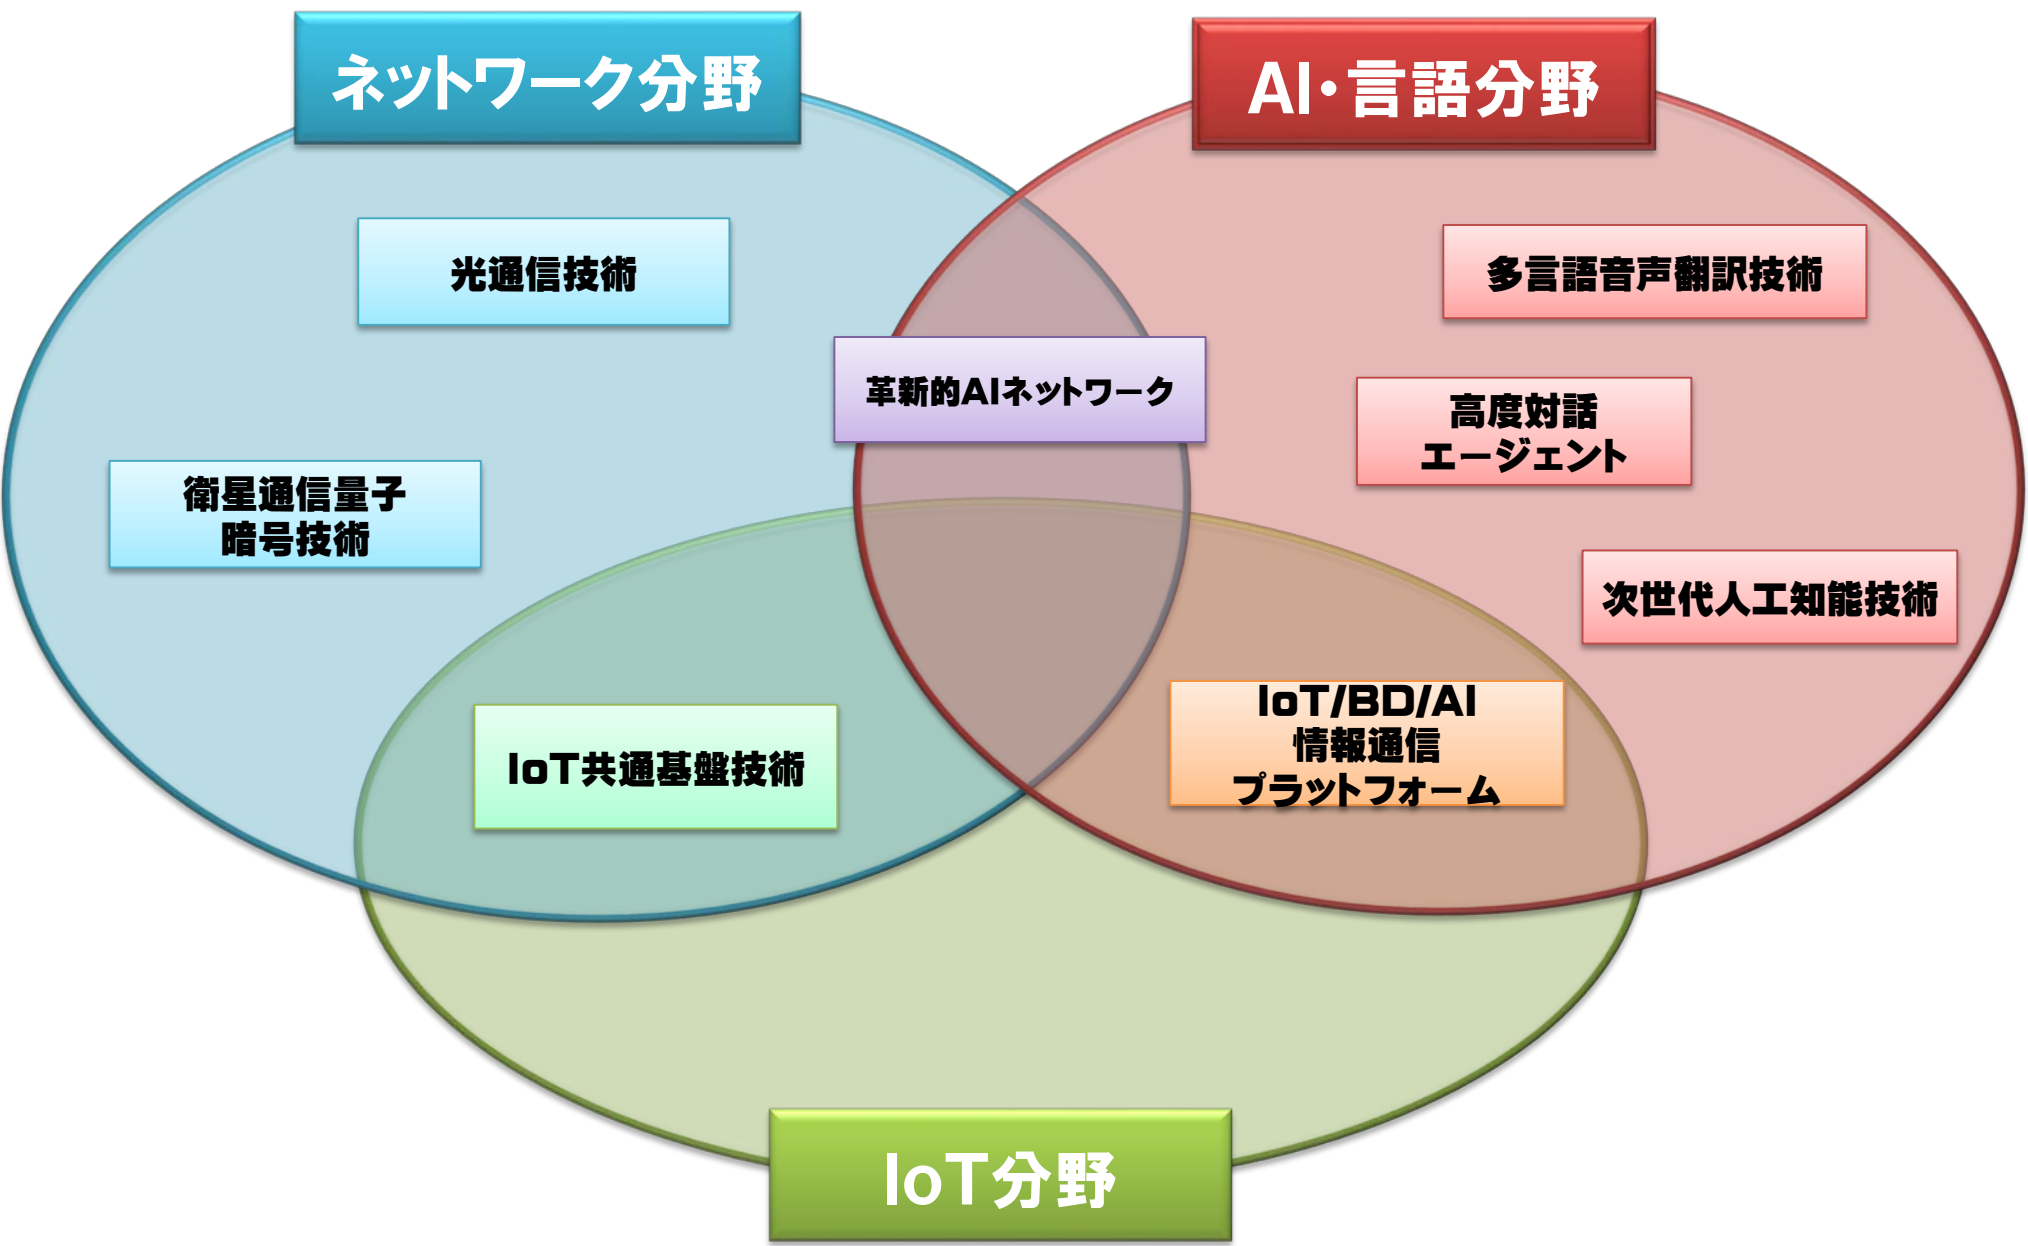 ネットワーク分野
AI・言語分野
光通信技術
多言語音声翻訳技術
革新的AIネットワーク
高度対話
エージェント
衛星通信量子
暗号技術
次世代人工知能技術
IoT共通基盤技術
IoT/BD/AI
情報通信
プラットフォーム
IoT分野